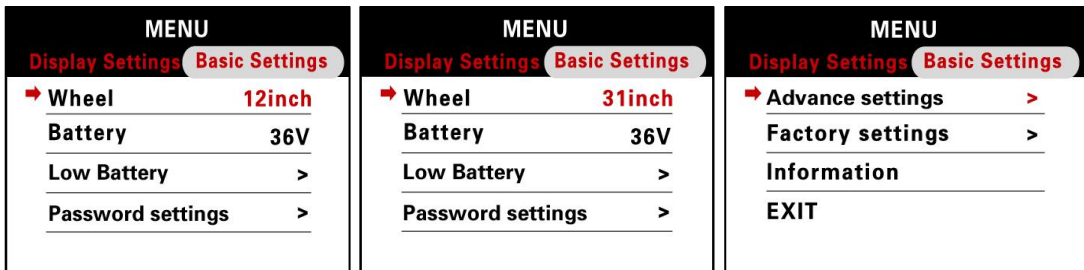 MENU
Display Settings Basic Settings
Wheel 12inch
Battery 36V
Low Battery >
Password settings >
MENU
Display Settings Basic Settings
Wheel 31inch
Battery 36V
Low Battery >
Password settings >
MENU
Display Settings Basic Settings
Advance settings >
Factory settings >
Information
EXIT